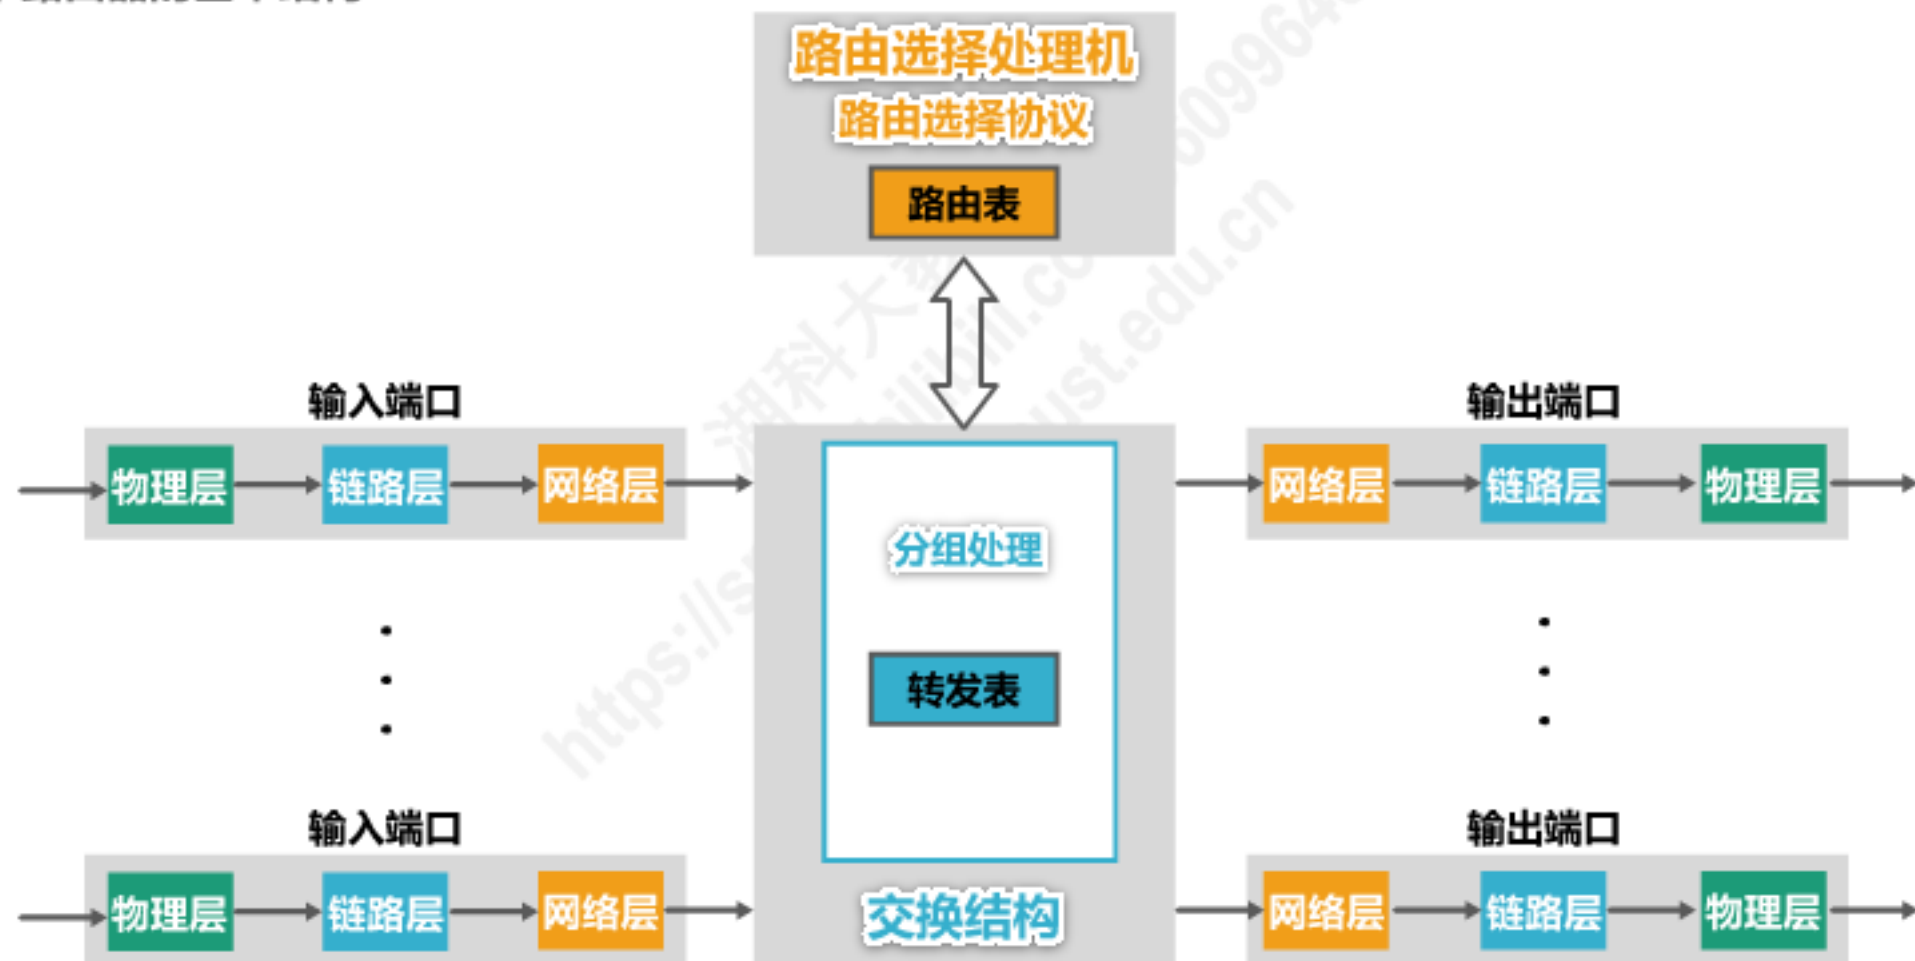 路由选择处理机
路由选择协议
路由表
输入端口
物理层 链路层 网络层
输出端口
网络层 链路层 物理层
分组处理
转发表
输入端口
物理层 链路层 网络层
输出端口
网络层 链路层 物理层
交换结构